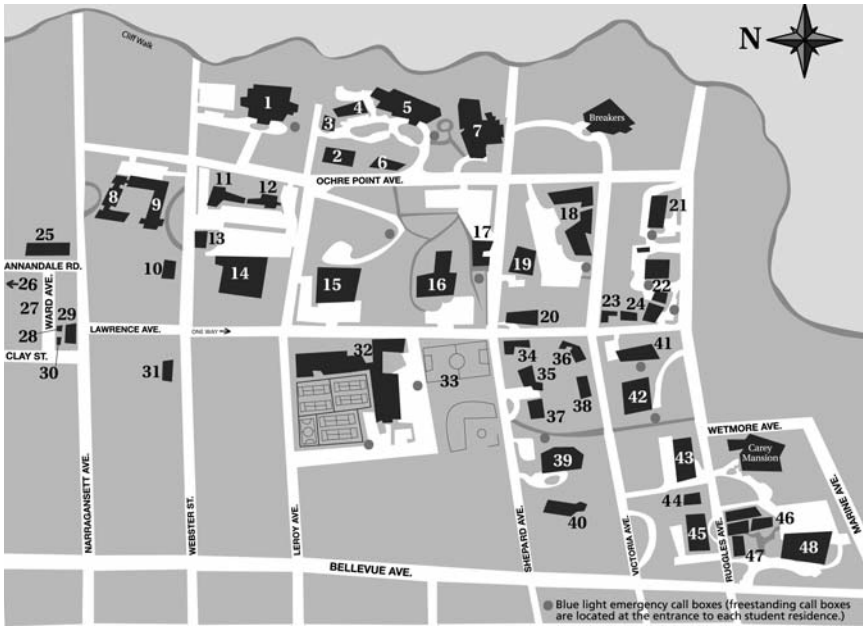 Cliff Walk
N
1
4
5
3
7
Breakers
2
6
11
12
OCHRE POINT AVE.
8
9
13
10
14
15
16
17
18
19
21
22
25
ANNANDALE RD.
26
27
WARD AVE.
29
28
30
CLAY ST.
LAWRENCE AVE.
ONE WAY
20
23
24
31
32
33
34
35
36
37
38
41
42
39
40
43
44
45
WETMORE AVE.
Carey
Mansion
46
47
48
MARINE AVE.
NARRAGANSETT AVE.
WEBSTER ST.
LEROY AVE.
SHEPARD AVE.
VICTORIA AVE.
RUGGLES AVE.
BELLEVUE AVE.
Blue light emergency call boxes (freestanding call boxes
are located at the entrance to each student residence.)